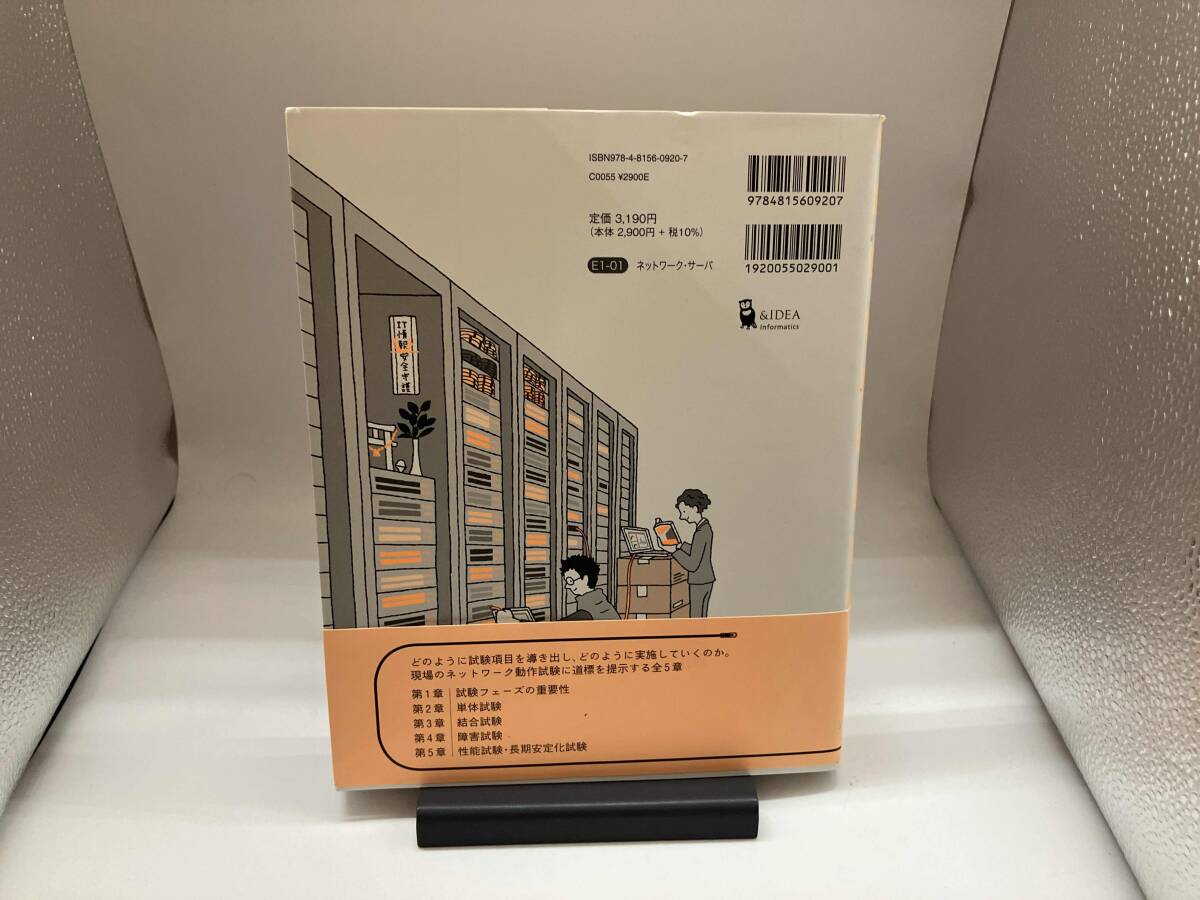 ISBN978-4-8156-0920-7
C0055 ¥2900E
定価 3,190円
(本体 2,900円 + 税10%)
E1-01 ネットワーク・サーバ
9784815609207
1920055029001
&IDEA
Informatics
IT情報安全守護
どのように試験項目を導き出し、どのように実施していくのか。
現場のネットワーク動作試験に道標を提示する全5章
第1章 試験フェーズの重要性
第2章 単体試験
第3章 結合試験
第4章 障害試験
第5章 性能試験・長期安定化試験